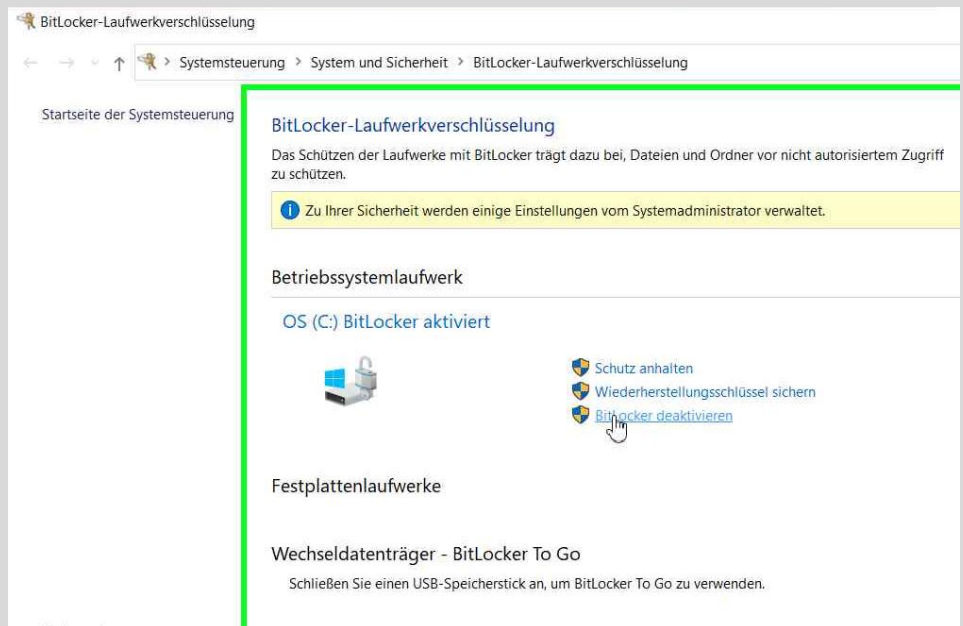 BitLocker-Laufwerkverschlüsselung
Systemsteuerung > System und Sicherheit > BitLocker-Laufwerkverschlüsselung
Startseite der Systemsteuerung
BitLocker-Laufwerkverschlüsselung
Das Schützen der Laufwerke mit BitLocker trägt dazu bei, Dateien und Ordner vor nicht autorisiertem Zugriff
zu schützen.
Zu Ihrer Sicherheit werden einige Einstellungen vom Systemadministrator verwaltet.
Betriebssystemlaufwerk
OS (C:) BitLocker aktiviert
Schutz anhalten
Wiederherstellungsschlüssel sichern
BitLocker deaktivieren
Festplattenlaufwerke
Wechseldatenträger - BitLocker To Go
Schließen Sie einen USB-Speicherstick an, um BitLocker To Go zu verwenden.